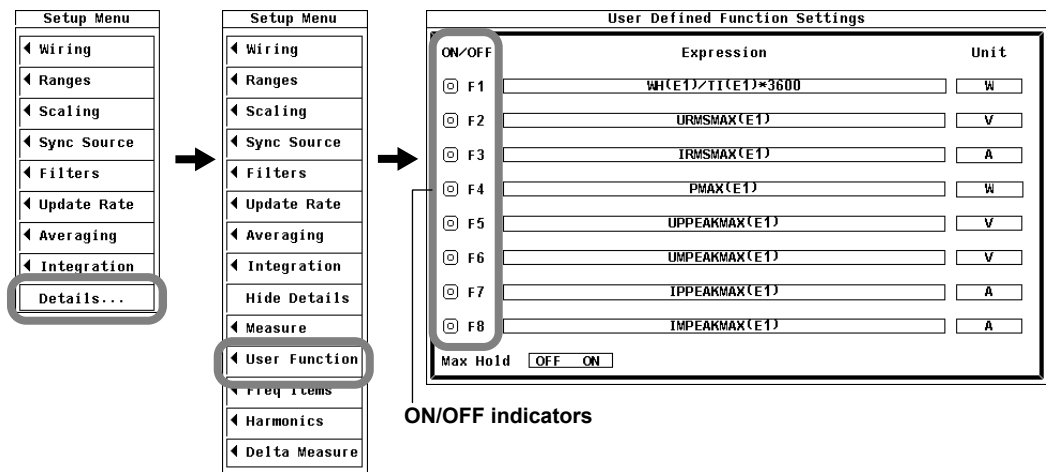 Setup Menu
Wiring
Ranges
Scaling
Sync Source
Filters
Update Rate
Averaging
Integration
Details...
Setup Menu
Wiring
Ranges
Scaling
Sync Source
Filters
Update Rate
Averaging
Integration
Hide Details
Measure
User Function
Freq Items
Harmonics
Delta Measure
User Defined Function Settings
ON/OFF Expression Unit
F1 WH(E1)/TI(E1)*3600 W
F2 URMSMAX(E1) V
F3 IRMSMAX(E1) A
F4 PMAX(E1) W
F5 UPPEAKMAX(E1) V
F6 UMPEAKMAX(E1) V
F7 IPPEAKMAX(E1) A
F8 IMPEAKMAX(E1) A
Max Hold OFF ON
ON/OFF indicators